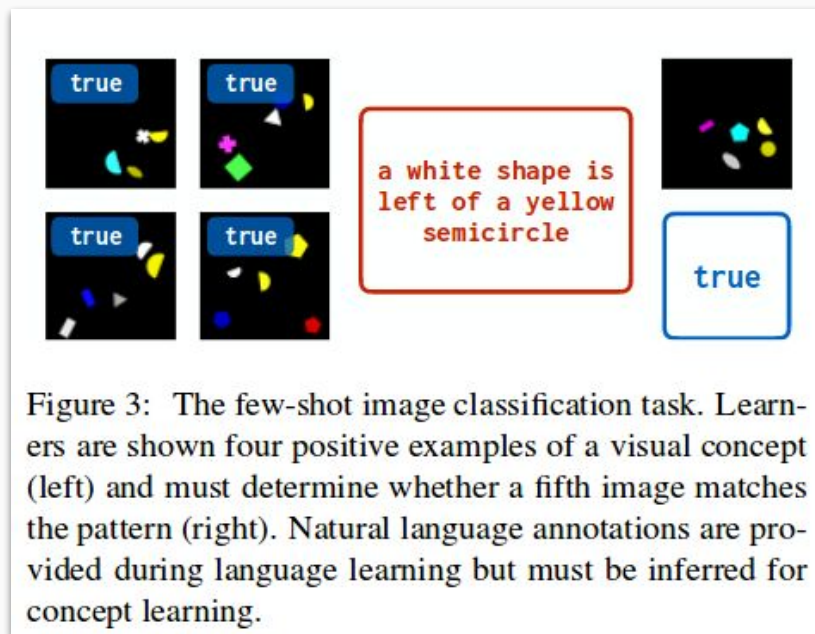 true
true
true
true
a white shape is
left of a yellow
semicircle
true
Figure 3: The few-shot image classification task. Learn-
ers are shown four positive examples of a visual concept
(left) and must determine whether a fifth image matches
the pattern (right). Natural language annotations are pro-
vided during language learning but must be inferred for
concept learning.